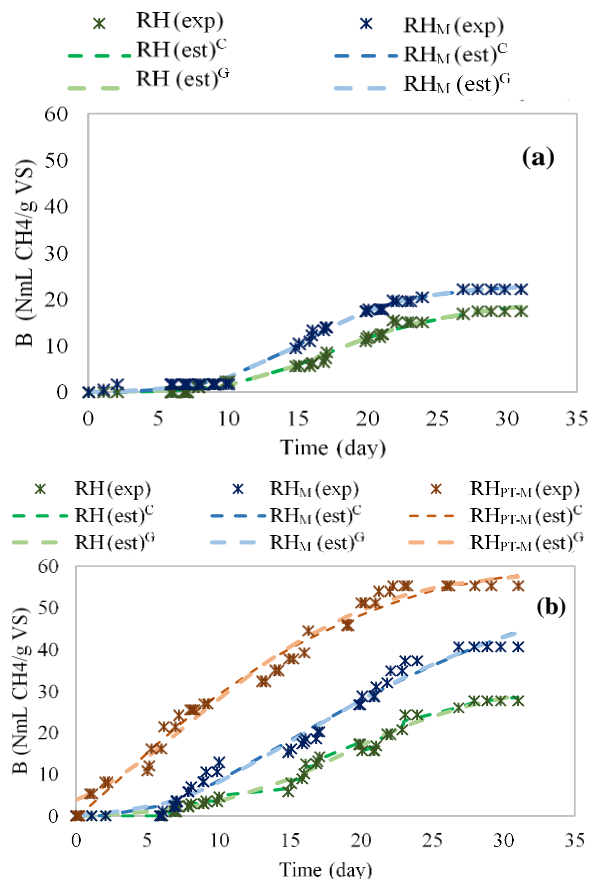 RH (exp) RHM (exp)
RH (est)C RHM (est)C
RH (est)G RHM (est)G
60
50
40
30
20
10
0
B (NmL CH4/g VS)
(a)
0 5 10 15 20 25 30 35
Time (day)
RH (exp) RHM (exp) RHPT-M (exp)
RH (est)C RHM (est)C RHPT-M (est)C
RH (est)G RHM (est)G RHPT-M (est)G
60
50
40
30
20
10
0
B (NmL CH4/g VS)
(b)
0 5 10 15 20 25 30 35
Time (day)